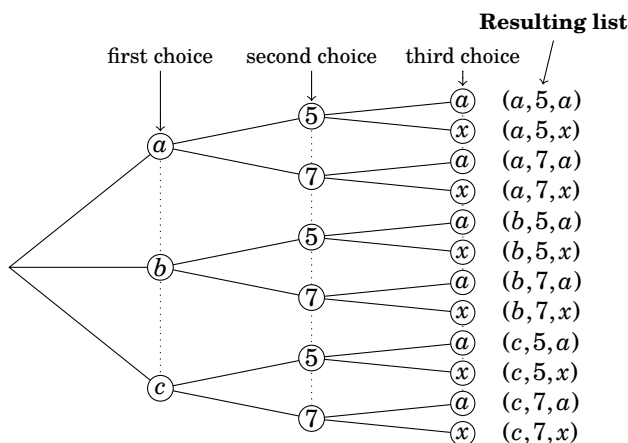 Resulting list
first choice second choice third choice
a (a,5,a)
5
x (a,5,x)
a
a (a,7,a)
7
x (a,7,x)
a (b,5,a)
5
x (b,5,x)
b
a (b,7,a)
7
x (b,7,x)
a (c,5,a)
5
x (c,5,x)
c
a (c,7,a)
7
x (c,7,x)